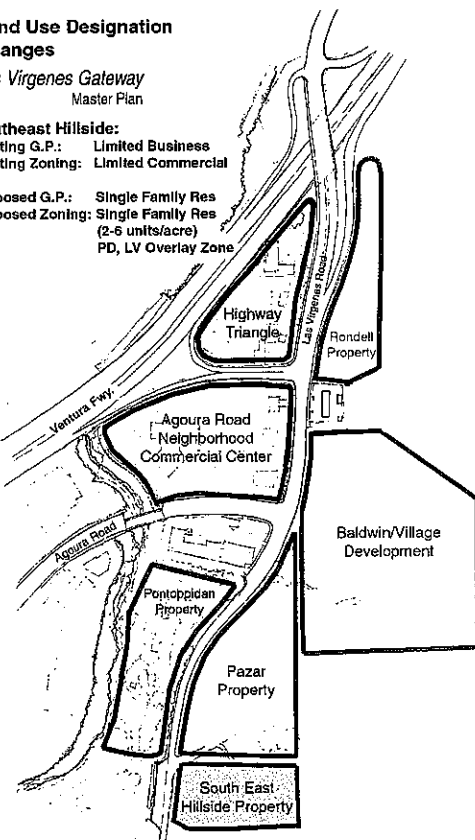 nd Use Designation
anges
Virgenes Gateway
Master Plan
theast Hillside:
ting G.P.: Limited Business
ting Zoning: Limited Commercial
posed G.P.: Single Family Res
posed Zoning: Single Family Res
(2-6 units/acre)
PD, LV Overlay Zone
Highway
Triangle
Las Virgenes Road
Rondell
Property
Ventura Fwy.
Agoura Road
Neighborhood
Commercial Center
Agoura Road
Baldwin/Village
Development
Pontoppidan
Property
Pazar
Property
South East
Hillside Property